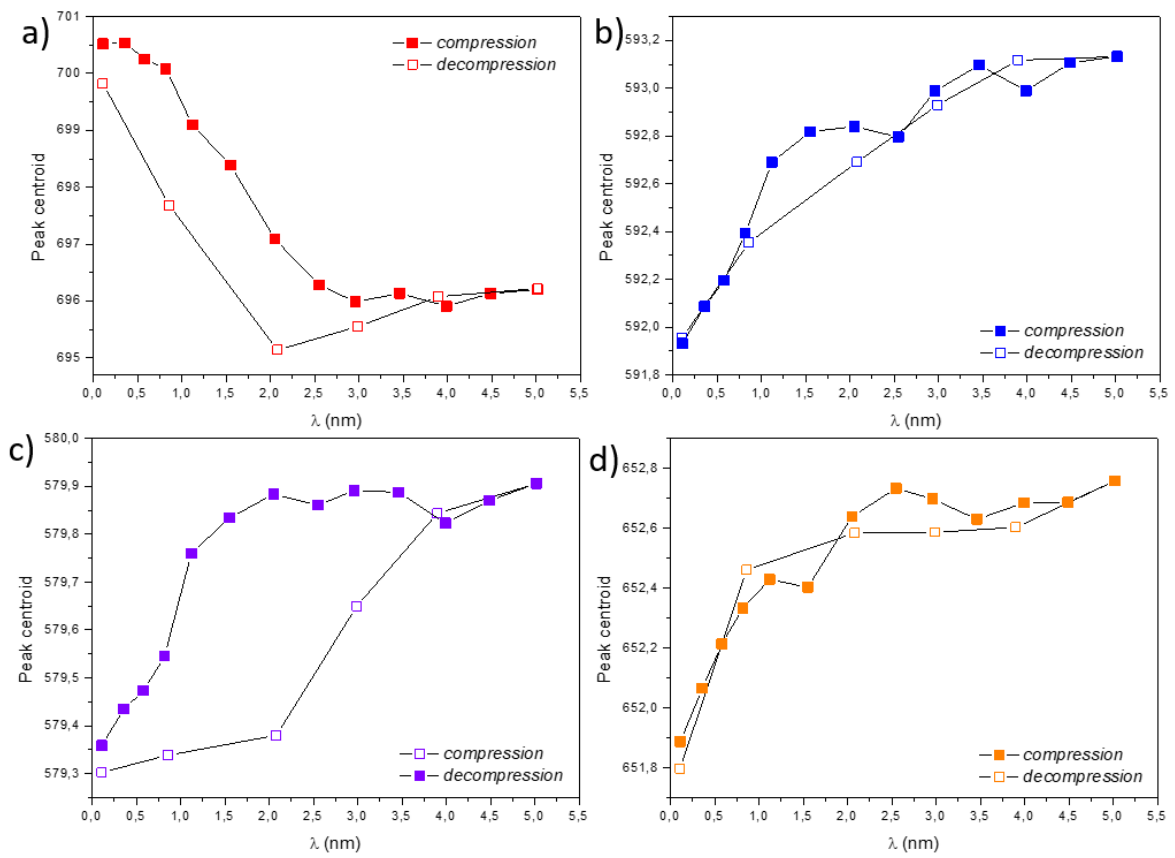 a)
701
700
699
698
697
696
695
Peak centroid
compression
decompression
0,0 0,5 1,0 1,5 2,0 2,5 3,0 3,5 4,0 4,5 5,0 5,5
λ (nm)
b)
593,2
593,0
592,8
592,6
592,4
592,2
592,0
591,8
Peak centroid
compression
decompression
0,0 0,5 1,0 1,5 2,0 2,5 3,0 3,5 4,0 4,5 5,0 5,5
λ (nm)
c)
580,0
579,9
579,8
579,7
579,6
579,5
579,4
579,3
Peak centroid
compression
decompression
0,0 0,5 1,0 1,5 2,0 2,5 3,0 3,5 4,0 4,5 5,0 5,5
λ (nm)
d)
652,8
652,6
652,4
652,2
652,0
651,8
Peak centroid
compression
decompression
0,0 0,5 1,0 1,5 2,0 2,5 3,0 3,5 4,0 4,5 5,0 5,5
λ (nm)